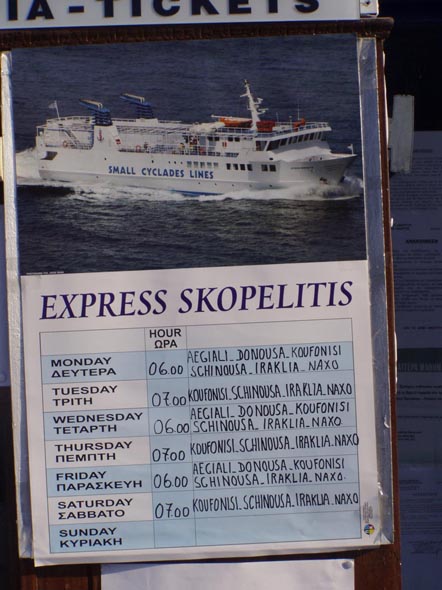 IA-TICKETS
SMALL CYCLADES LINES
EXPRESS SKOPELITIS
HOUR
ΩΡΑ
MONDAY
ΔΕΥΤΕΡΑ
06.00
AEGIALI_DONOUSA_KOUFONISI
SCHINOUSA_IRAKLIA_NAXO
TUESDAY
ΤΡΙΤΗ
07.00
KOUFONISI_SCHINOUSA_IRAKLIA_NAXO
WEDNESDAY
ΤΕΤΑΡΤΗ
06.00
AEGIALI_DONOUSA_KOUFONISI
SCHINOUSA_IRAKLIA_NAXO
THURSDAY
ΠΕΜΠΤΗ
07.00
KOUFONISI_SCHINOUSA_IRAKLIA_NAXO
FRIDAY
ΠΑΡΑΣΚΕΥΗ
06.00
AEGIALI_DONOUSA_KOUFONISI
SCHINOUSA_IRAKLIA_NAXO
SATURDAY
ΣΑΒΒΑΤΟ
07.00
KOUFONISI_SCHINOUSA_IRAKLIA_NAXO
SUNDAY
ΚΥΡΙΑΚΗ